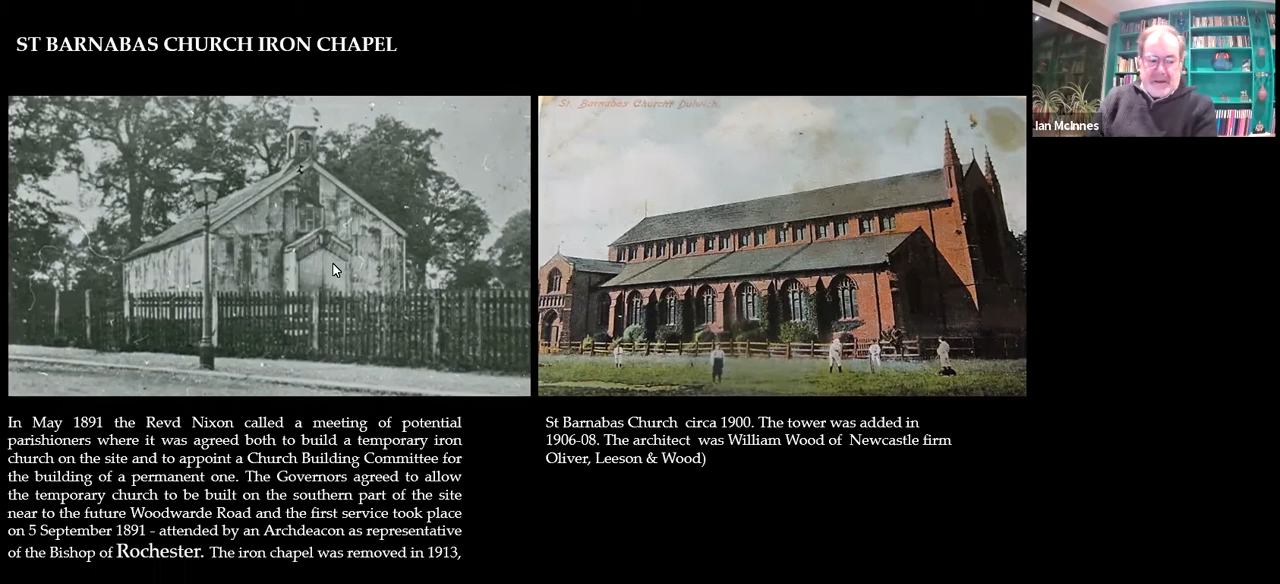 ST BARNABAS CHURCH IRON CHAPEL
St. Barnabas Church Dulwich.
Ian McInnes
In May 1891 the Revd Nixon called a meeting of potential
parishioners where it was agreed both to build a temporary iron
church on the site and to appoint a Church Building Committee for
the building of a permanent one. The Governors agreed to allow
the temporary church to be built on the southern part of the site
near to the future Woodwarde Road and the first service took place
on 5 September 1891 - attended by an Archdeacon as representative
of the Bishop of Rochester. The iron chapel was removed in 1913,
St Barnabas Church circa 1900. The tower was added in
1906-08. The architect was William Wood of Newcastle firm
Oliver, Leeson & Wood)